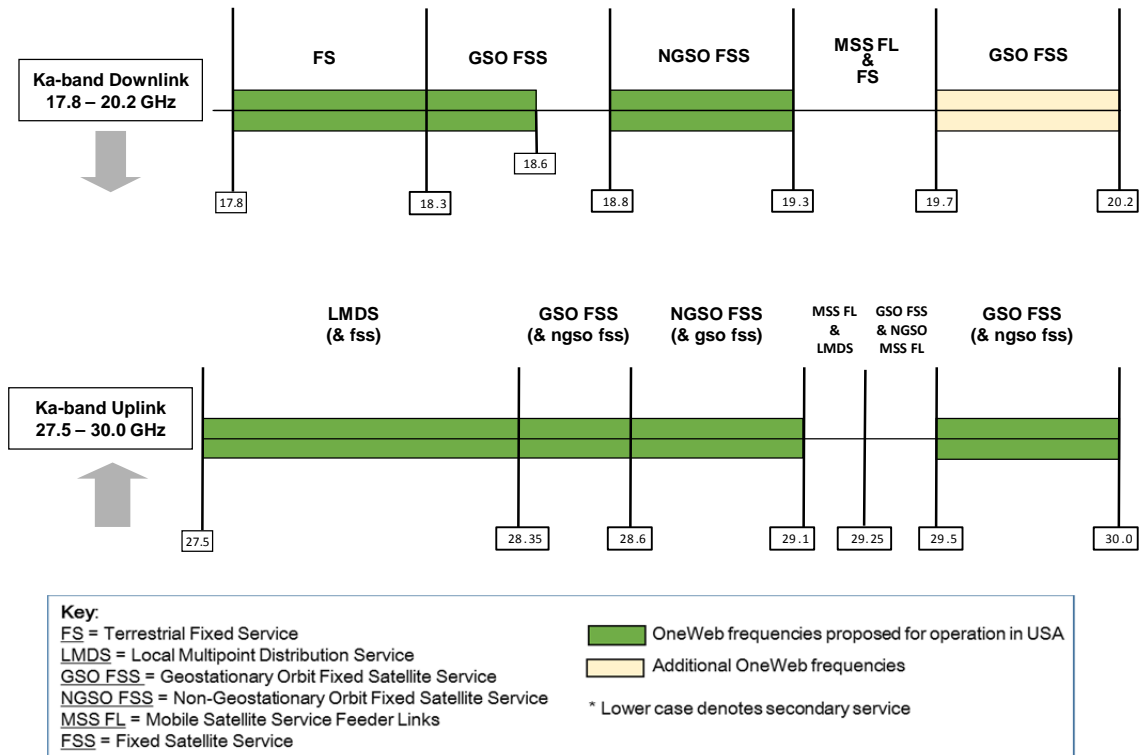 FS
GSO FSS
NGSO FSS
MSS FL
&
FS
GSO FSS
Ka-band Downlink
17.8 – 20.2 GHz
17.8
18.3
18.6
18.8
19.3
19.7
20.2
LMDS
(& fss)
GSO FSS
(& ngso fss)
NGSO FSS
(& gso fss)
MSS FL
&
LMDS
GSO FSS
& NGSO
MSS FL
GSO FSS
(& ngso fss)
Ka-band Uplink
27.5 – 30.0 GHz
27.5
28.35
28.6
29.1
29.25
29.5
30.0
Key:
FS = Terrestrial Fixed Service
LMDS = Local Multipoint Distribution Service
GSO FSS = Geostationary Orbit Fixed Satellite Service
NGSO FSS = Non-Geostationary Orbit Fixed Satellite Service
MSS FL = Mobile Satellite Service Feeder Links
FSS = Fixed Satellite Service
OneWeb frequencies proposed for operation in USA
Additional OneWeb frequencies
* Lower case denotes secondary service